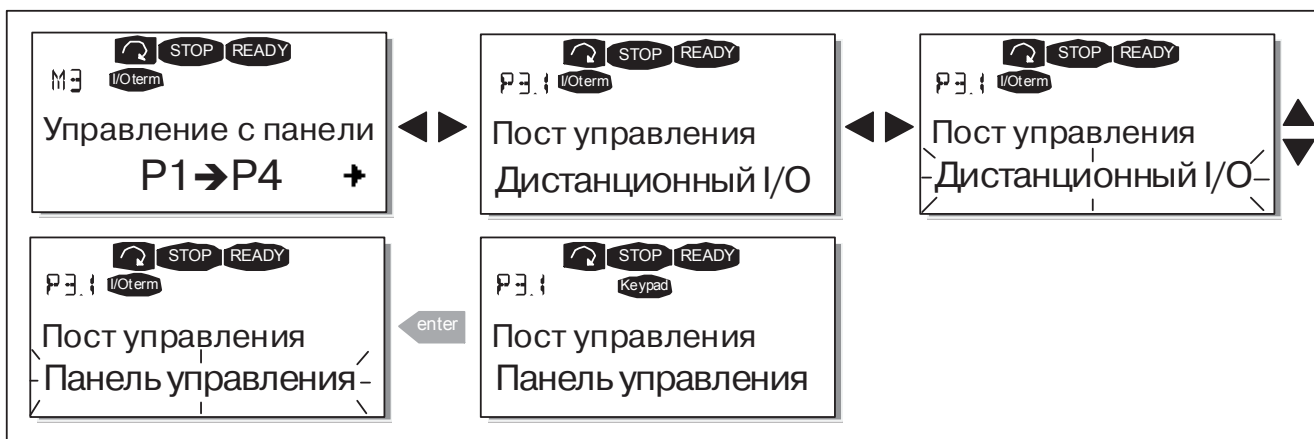 STOP READY
M3 I/Oterm
Управление с панели
P1➔P4
STOP READY
P3.1 I/Oterm
Пост управления
Дистанционный I/O
STOP READY
P3.1 I/Oterm
Пост управления
Дистанционный I/O
STOP READY
P3.1 I/Oterm
Пост управления
Панель управления
enter
STOP READY
P3.1 Keypad
Пост управления
Панель управления